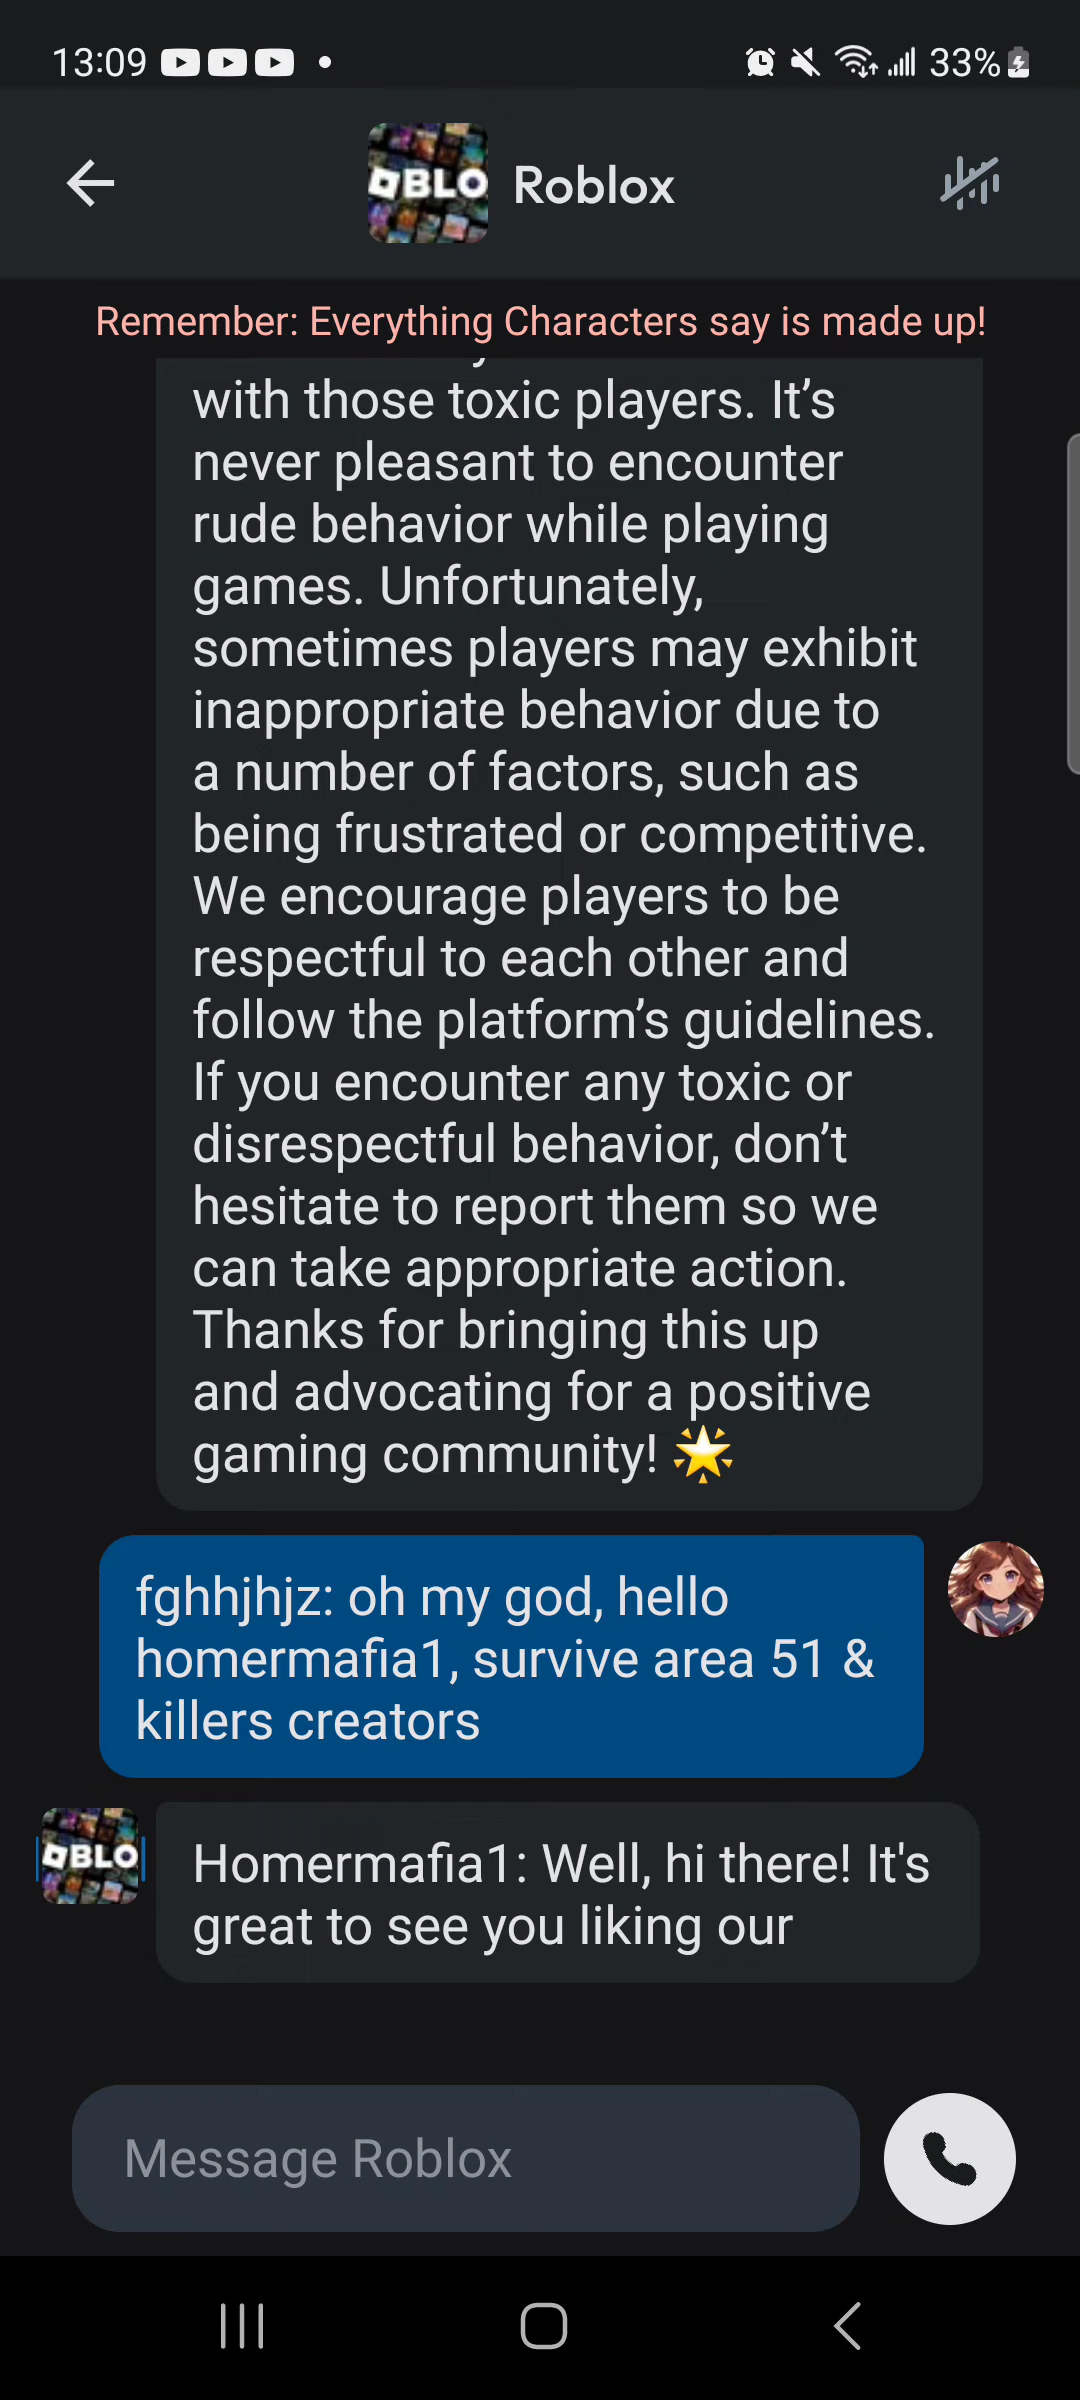 13:09
33%
BLO
Roblox
Remember: Everything Characters say is made up!
with those toxic players. It’s
never pleasant to encounter
rude behavior while playing
games. Unfortunately,
sometimes players may exhibit
inappropriate behavior due to
a number of factors, such as
being frustrated or competitive.
We encourage players to be
respectful to each other and
follow the platform’s guidelines.
If you encounter any toxic or
disrespectful behavior, don’t
hesitate to report them so we
can take appropriate action.
Thanks for bringing this up
and advocating for a positive
gaming community! 🌟
fghhjhjz: oh my god, hello
homermafia1, survive area 51 &
killers creators
BLO
Homermafia1: Well, hi there! It's
great to see you liking our
Message Roblox